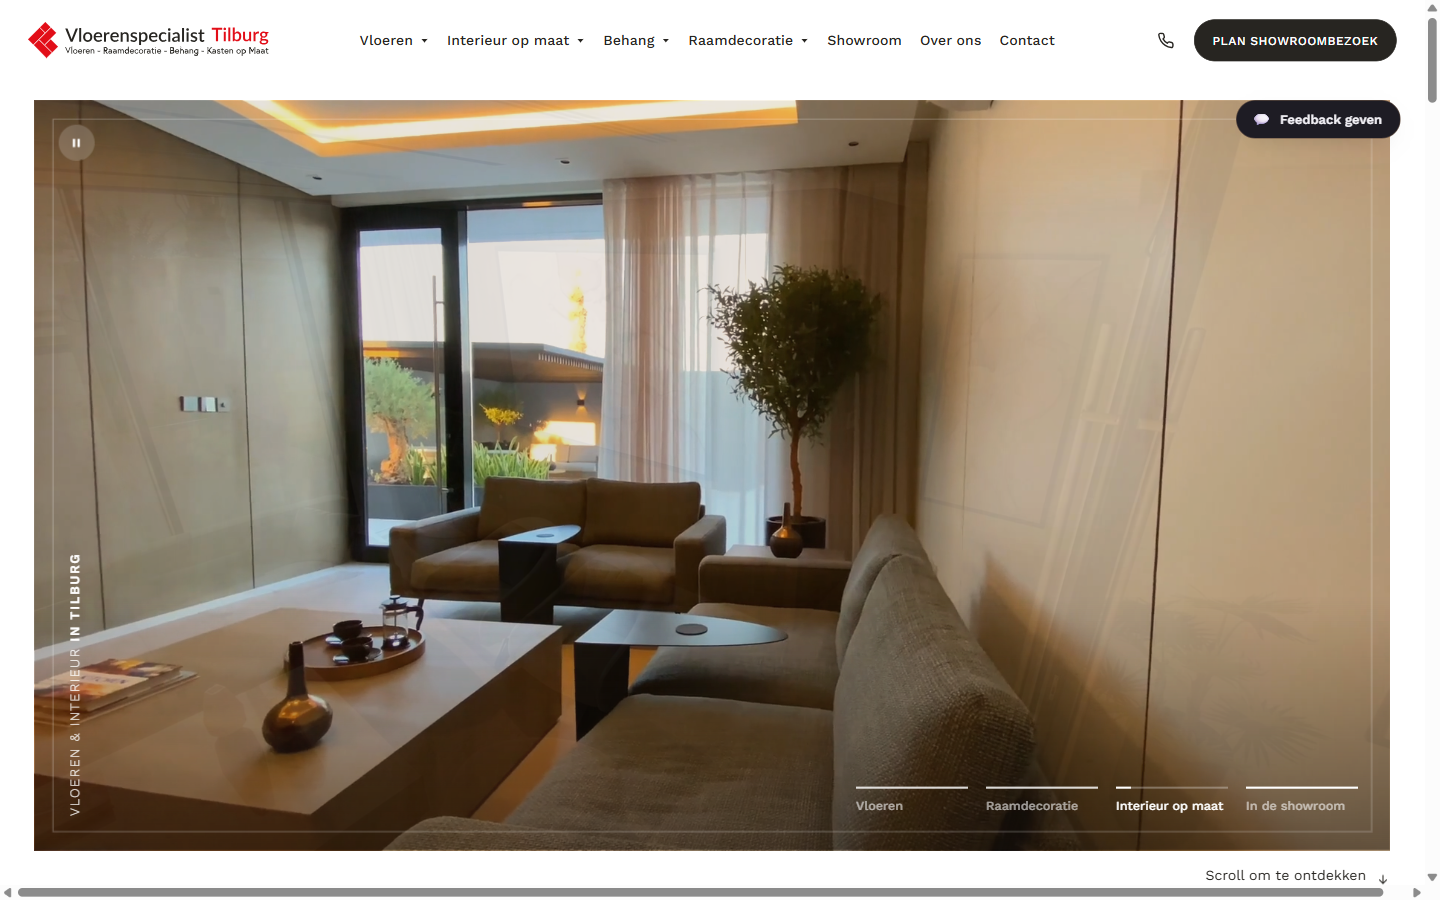 Vloerenspecialist Tilburg
Vloeren - Raamdecoratie - Behang - Kasten op Maat
Vloeren
Interieur op maat
Behang
Raamdecoratie
Showroom
Over ons
Contact
PLAN SHOWROOMBEZOEK
Feedback geven
VLOEREN & INTERIEUR IN TILBURG
Vloeren
Raamdecoratie
Interieur op maat
In de showroom
Scroll om te ontdekken